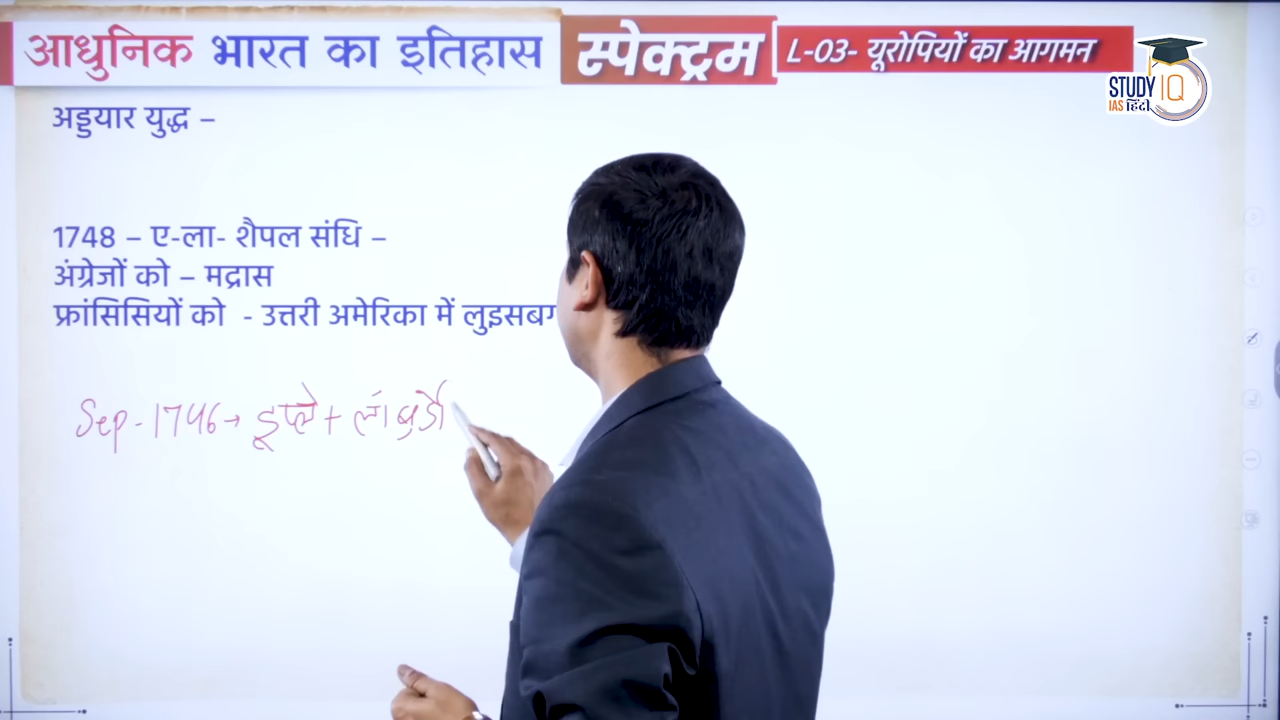 आधुनिक भारत का इतिहास
स्पेक्ट्रम
L-03- यूरोपियों का आगमन
STUDY IQ
IAS हिंदी
अड्डयार युद्ध –
1748 – ए-ला- शैपल संधि –
अंग्रेजों को – मद्रास
फ्रांसिसियों को - उत्तरी अमेरिका में
Sep - 1746 → डूप्ले + ला बुर्डो